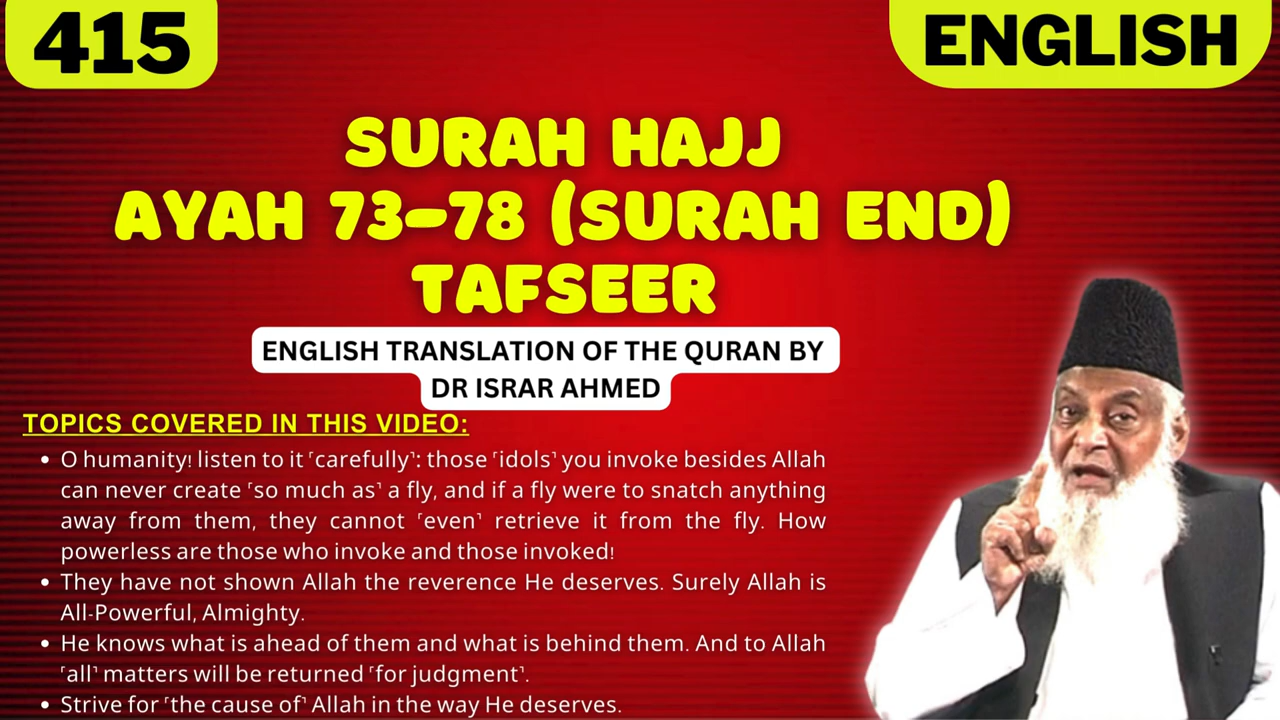 415
ENGLISH
SURAH HAJJ
AYAH 73-78 (SURAH END)
TAFSEER
ENGLISH TRANSLATION OF THE QURAN BY
DR ISRAR AHMED
TOPICS COVERED IN THIS VIDEO:
• O humanity! listen to it ˹carefully˺: those ˹idols˺ you invoke besides Allah
can never create ˹so much as˺ a fly, and if a fly were to snatch anything
away from them, they cannot ˹even˺ retrieve it from the fly. How
powerless are those who invoke and those invoked!
• They have not shown Allah the reverence He deserves. Surely Allah is
All-Powerful, Almighty.
• He knows what is ahead of them and what is behind them. And to Allah
˹all˺ matters will be returned ˹for judgment˺.
• Strive for ˹the cause of˺ Allah in the way He deserves.